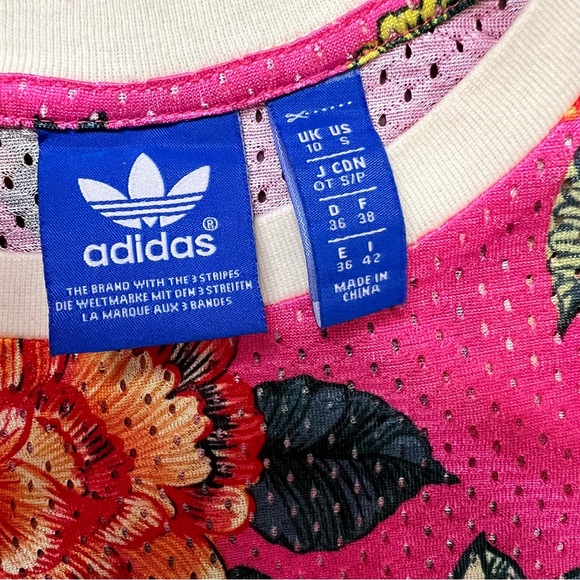 adidas®
THE BRAND WITH THE 3 STRIPES
DIE WELTMARKE MIT DEN 3 STREIFEN
LA MARQUE AUX 3 BANDES
UK US
10 S
J CDN
OT S/P
D F
36 38
E I
36 42
MADE IN
CHINA